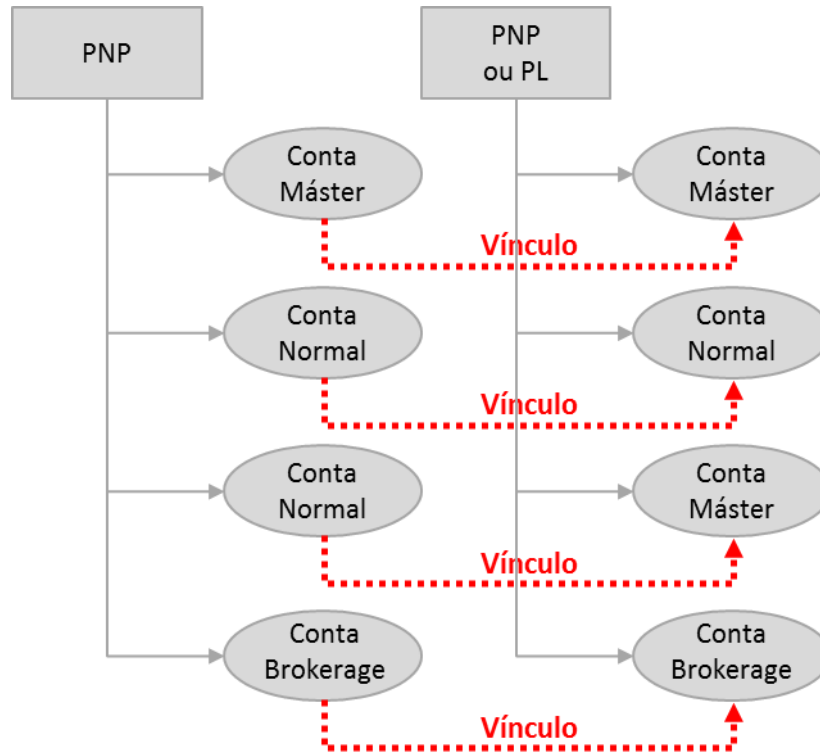 PNP
PNP
ou PL
Conta
Máster
Conta
Máster
Vínculo
Conta
Normal
Conta
Normal
Vínculo
Conta
Normal
Conta
Máster
Vínculo
Conta
Brokerage
Conta
Brokerage
Vínculo